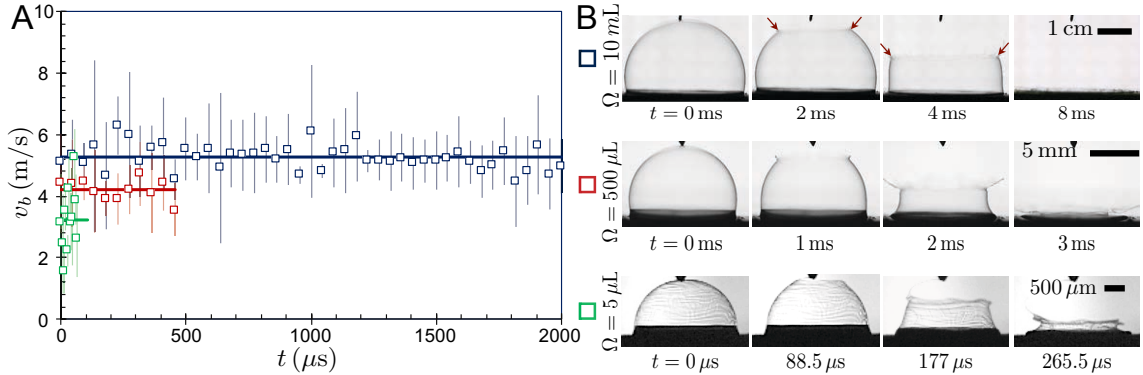 A
10
8
6
4
2
0
v_b (m/s)
0
500
1000
1500
2000
t (μs)
B
Ω = 10 mL
1 cm
t = 0 ms
2 ms
4 ms
8 ms
Ω = 500 μL
5 mm
t = 0 ms
1 ms
2 ms
3 ms
Ω = 5 μL
500 μm
t = 0 μs
88.5 μs
177 μs
265.5 μs